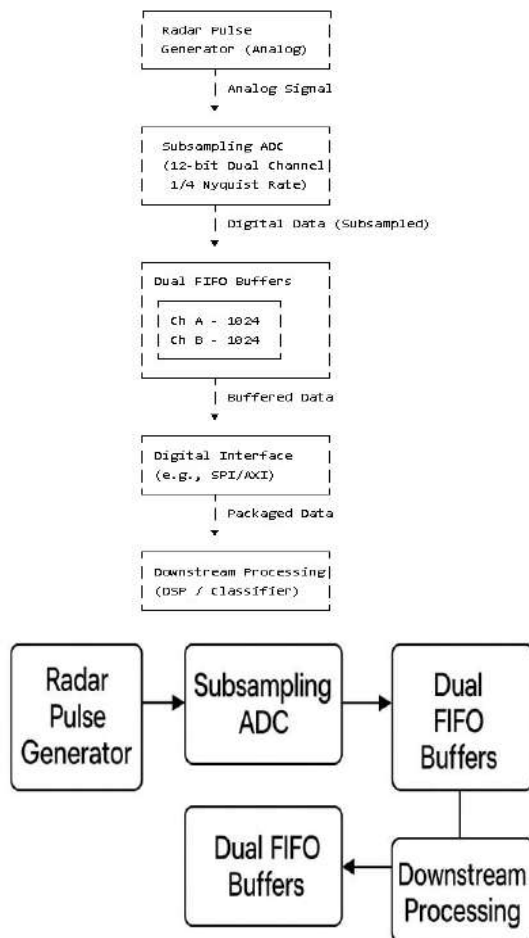 Radar Pulse
Generator (Analog)
Analog Signal
Subsampling ADC
(12-bit Dual Channel
1/4 Nyquist Rate)
Digital Data (Subsampled)
Dual FIFO Buffers
Ch A - 1024
Ch B - 1024
Buffered Data
Digital Interface
(e.g., SPI/AXI)
Packaged Data
Downstream Processing
(DSP / Classifier)
Radar
Pulse
Generator
Subsampling
ADC
Dual
FIFO
Buffers
Dual FIFO
Buffers
Downstream
Processing